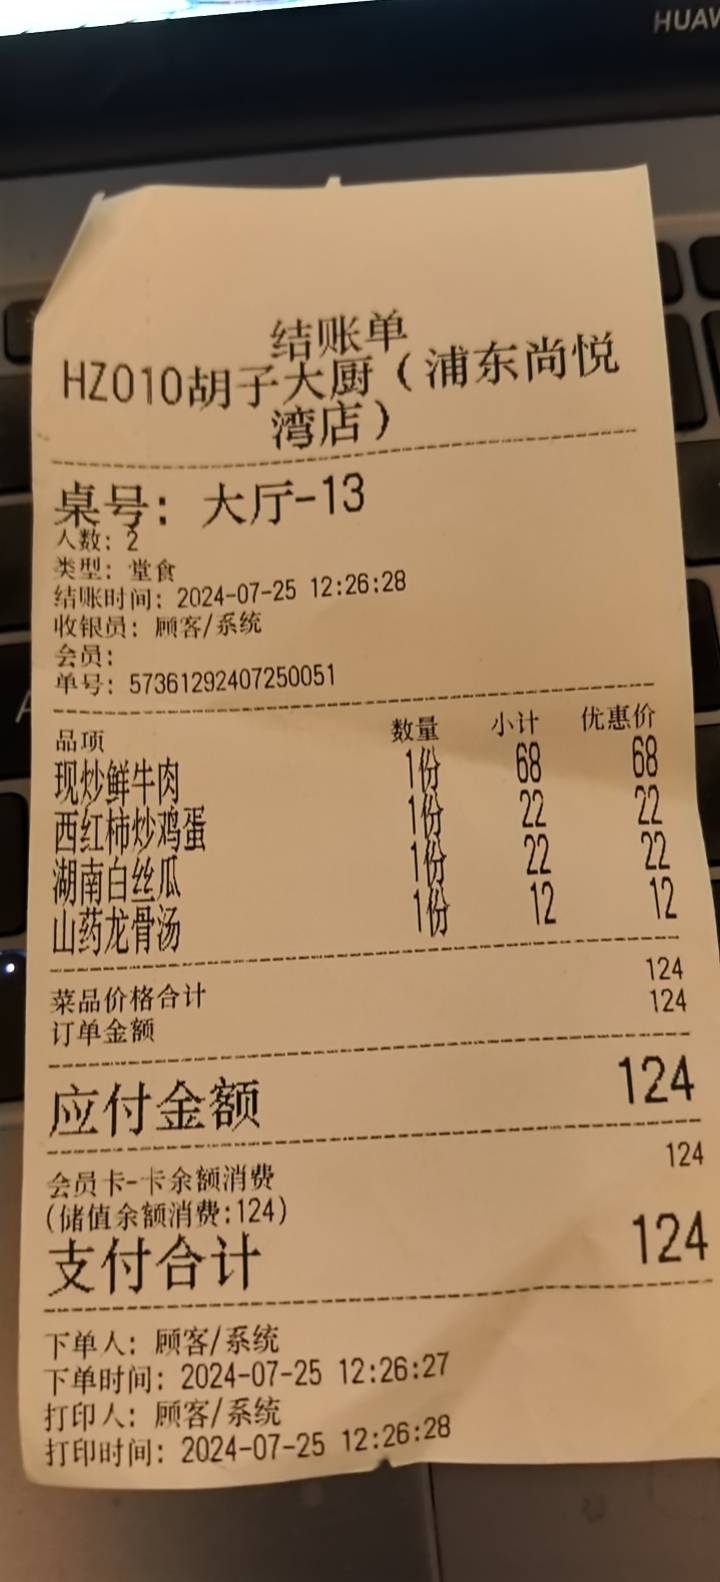 HUAW
结账单
HZ010胡子大厨（浦东尚悦
湾店）
桌号：大厅-13
人数：2
类型：堂食
结账时间：2024-07-25 12:26:28
收银员：顾客/系统
会员：
单号：57361292407250051
品项 数量 小计 优惠价
现炒鲜牛肉 1份 68 68
西红柿炒鸡蛋 1份 22 22
湖南白丝瓜 1份 22 22
山药龙骨汤 1份 12 12
菜品价格合计 124
订单金额 124
应付金额 124
会员卡-卡余额消费 124
(储值余额消费:124)
支付合计 124
下单人：顾客/系统
下单时间：2024-07-25 12:26:27
打印人：顾客/系统
打印时间：2024-07-25 12:26:28